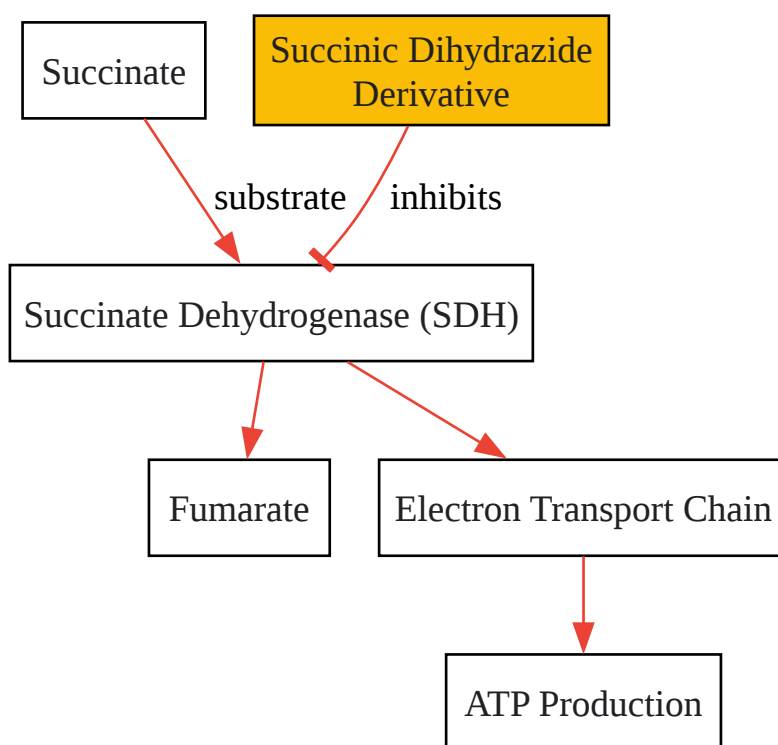 Succinate
Succinic Dihydrazide
Derivative
substrate
inhibits
Succinate Dehydrogenase (SDH)
Fumarate
Electron Transport Chain
ATP Production